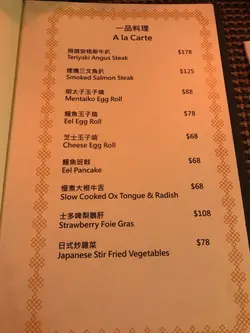 一品料理
A la Carte
周燒安格斯牛扒 $178
Teriyaki Angus Steak
煙燻三文魚扒 $125
Smoked Salmon Steak
明太子玉子燒 $88
Mentaiko Egg Roll
鰻魚玉子燒 $78
Eel Egg Roll
芝士玉子燒 $68
Cheese Egg Roll
鰻魚班戟 $68
Eel Pancake
慢煮大根牛舌 $68
Slow Cooked Ox Tongue & Radish
士多啤梨鵝肝 $108
Strawberry Foie Gras
日式炒雜菜 $78
Japanese Stir Fried Vegetables